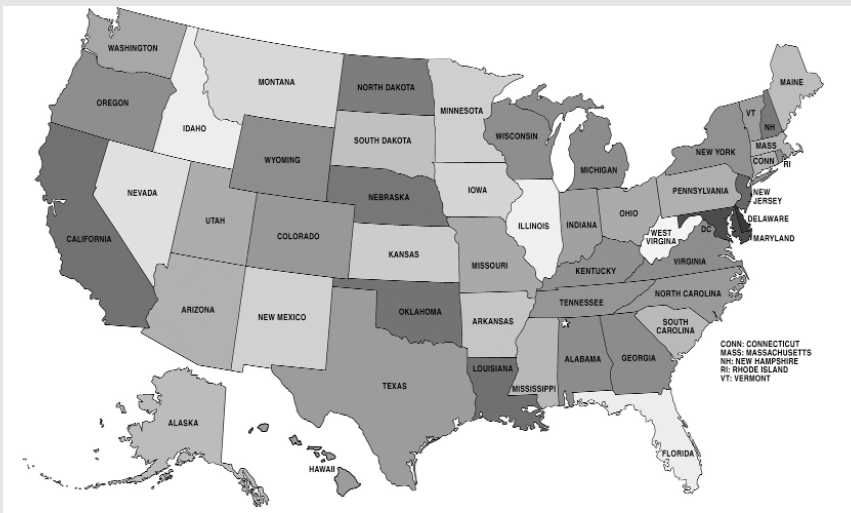 WASHINGTON
OREGON
CALIFORNIA
IDAHO
NEVADA
MONTANA
WYOMING
UTAH
COLORADO
ARIZONA
NEW MEXICO
NORTH DAKOTA
SOUTH DAKOTA
NEBRASKA
KANSAS
OKLAHOMA
TEXAS
MINNESOTA
IOWA
MISSOURI
ARKANSAS
LOUISIANA
WISCONSIN
ILLINOIS
MICHIGAN
INDIANA
OHIO
KENTUCKY
TENNESSEE
MISSISSIPPI
ALABAMA
GEORGIA
FLORIDA
SOUTH
CAROLINA
NORTH CAROLINA
VIRGINIA
WEST
VIRGINA
DC
PENNSYLVANIA
NEW YORK
VT
NH
MAINE
MASS
CONN
RI
NEW
JERSEY
DELAWARE
MARYLAND
ALASKA
HAWAII
CONN: CONNECTICUT
MASS: MASSACHUSETTS
NH: NEW HAMPSHIRE
RI: RHODE ISLAND
VT: VERMONT